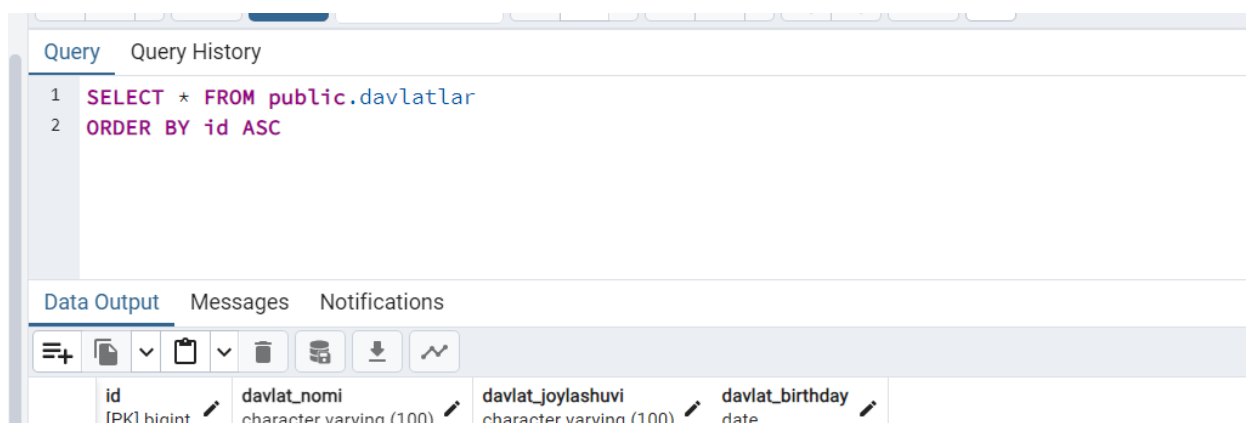 Query Query History
1 SELECT * FROM public.davlatlar
2 ORDER BY id ASC
Data Output Messages Notifications
id davlat_nomi davlat_joylashuvi davlat_birthday
[PK] bigint character varying (100) character varying (100) date